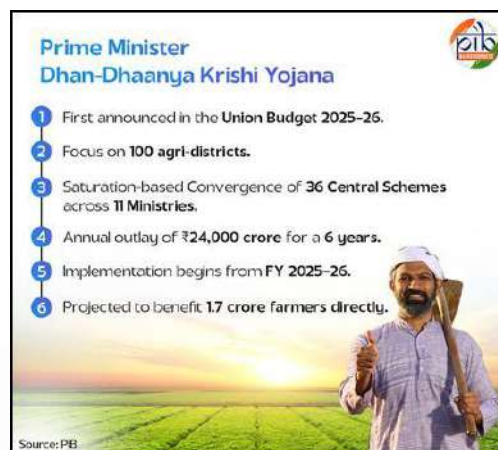 Prime Minister
Dhan-Dhaanya Krishi Yojana
pib
1 First announced in the Union Budget 2025-26.
2 Focus on 100 agri-districts.
3 Saturation-based Convergence of 36 Central Schemes
across 11 Ministries.
4 Annual outlay of ₹24,000 crore for a 6 years.
5 Implementation begins from FY 2025-26.
6 Projected to benefit 1.7 crore farmers directly.
Source: PIB